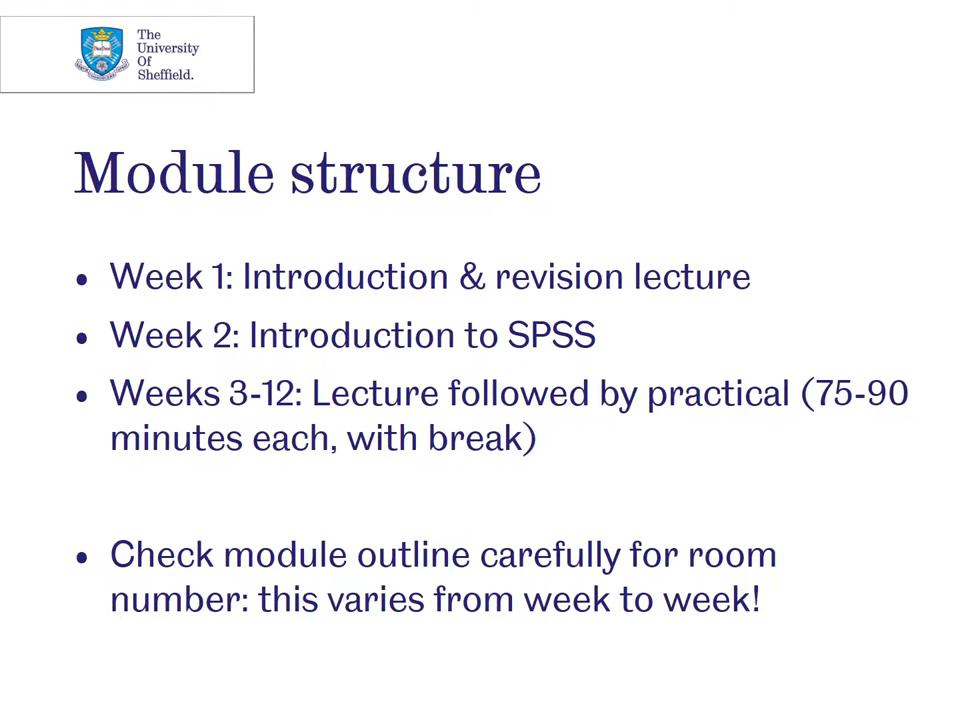 The
University
Of
Sheffield.
Module structure
• Week 1: Introduction & revision lecture
• Week 2: Introduction to SPSS
• Weeks 3-12: Lecture followed by practical (75-90
minutes each, with break)
• Check module outline carefully for room
number: this varies from week to week!